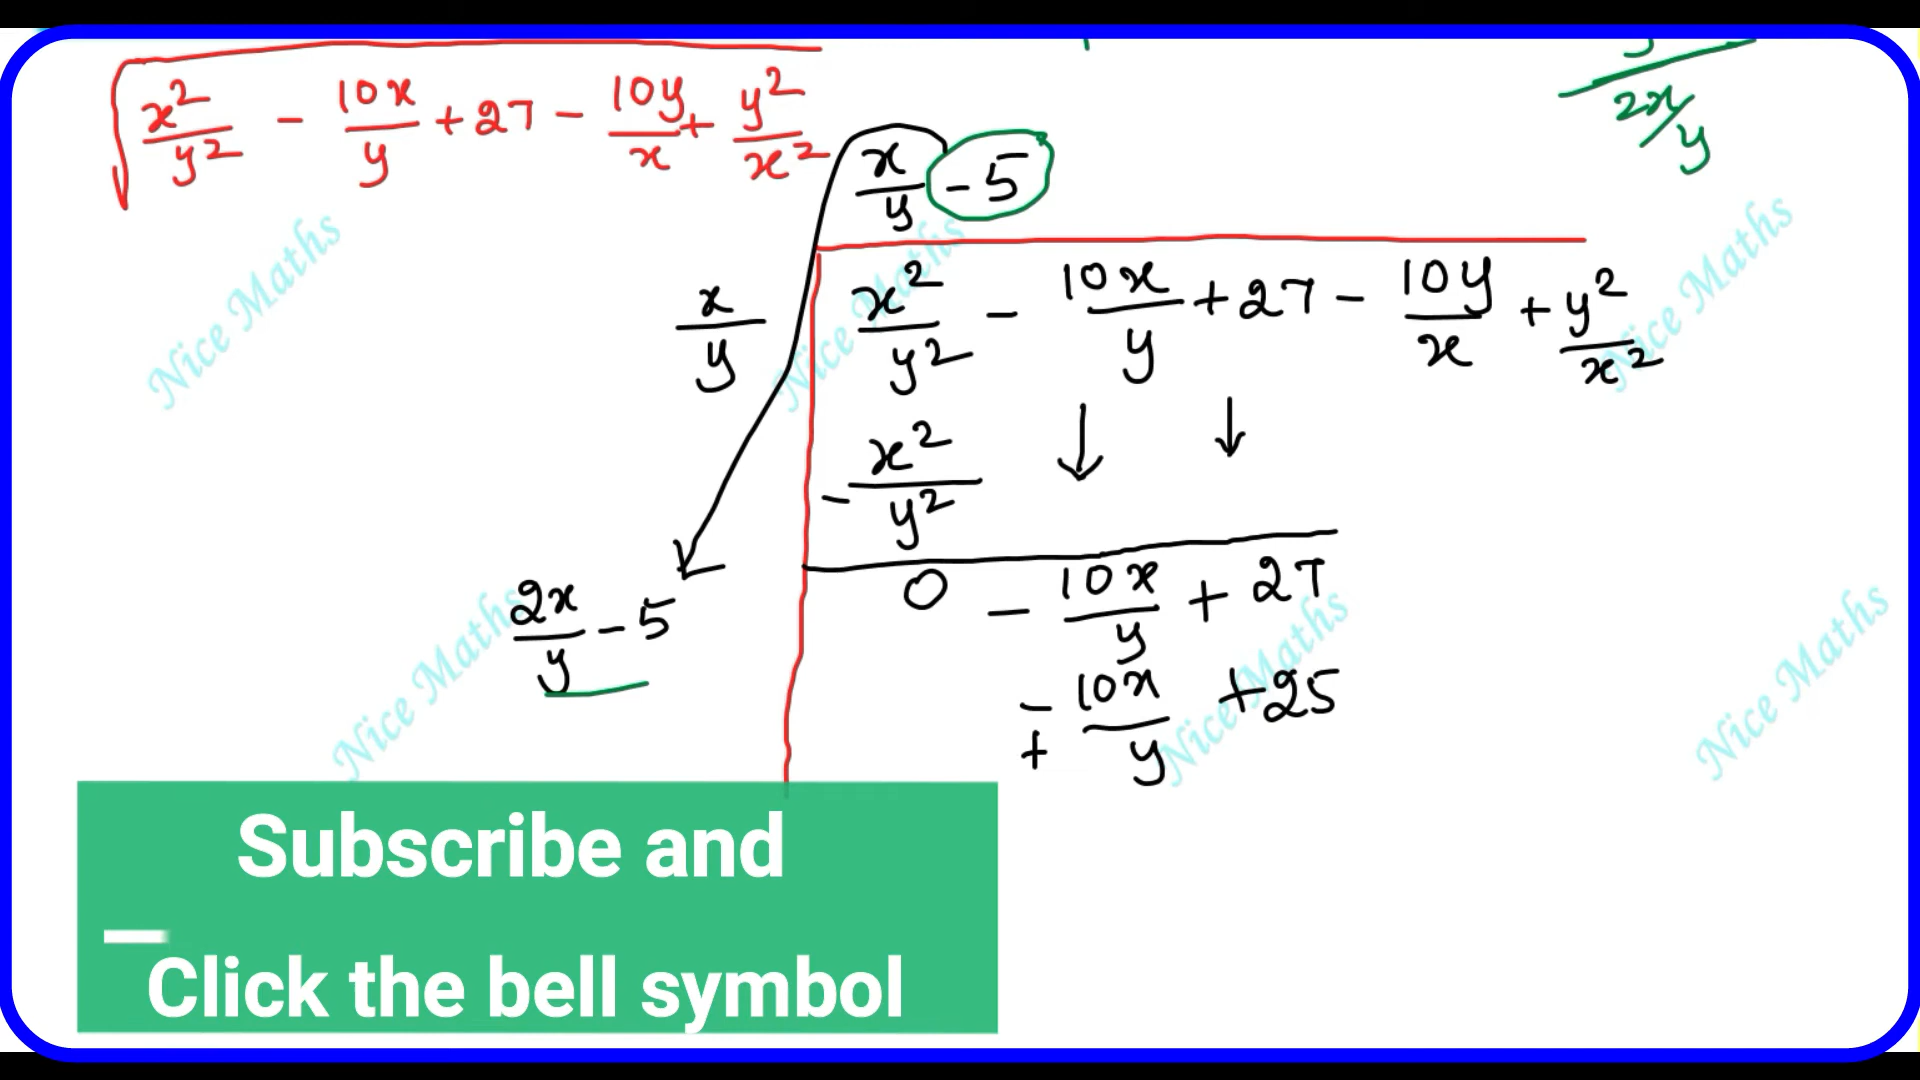 √(x²/y² - 10x/y + 27 - 10y/x + y²/x²)
2x/y
x/y - 5
x/y
x²/y² - 10x/y + 27 - 10y/x + y²/x²
↓ ↓
- x²/y²
0 - 10x/y + 27
2x/y - 5
- 10x/y + 25
+
Nice Maths
Nice Maths
Nice Maths
Nice Maths
Nice Maths
Nice Maths
Subscribe and
Click the bell symbol